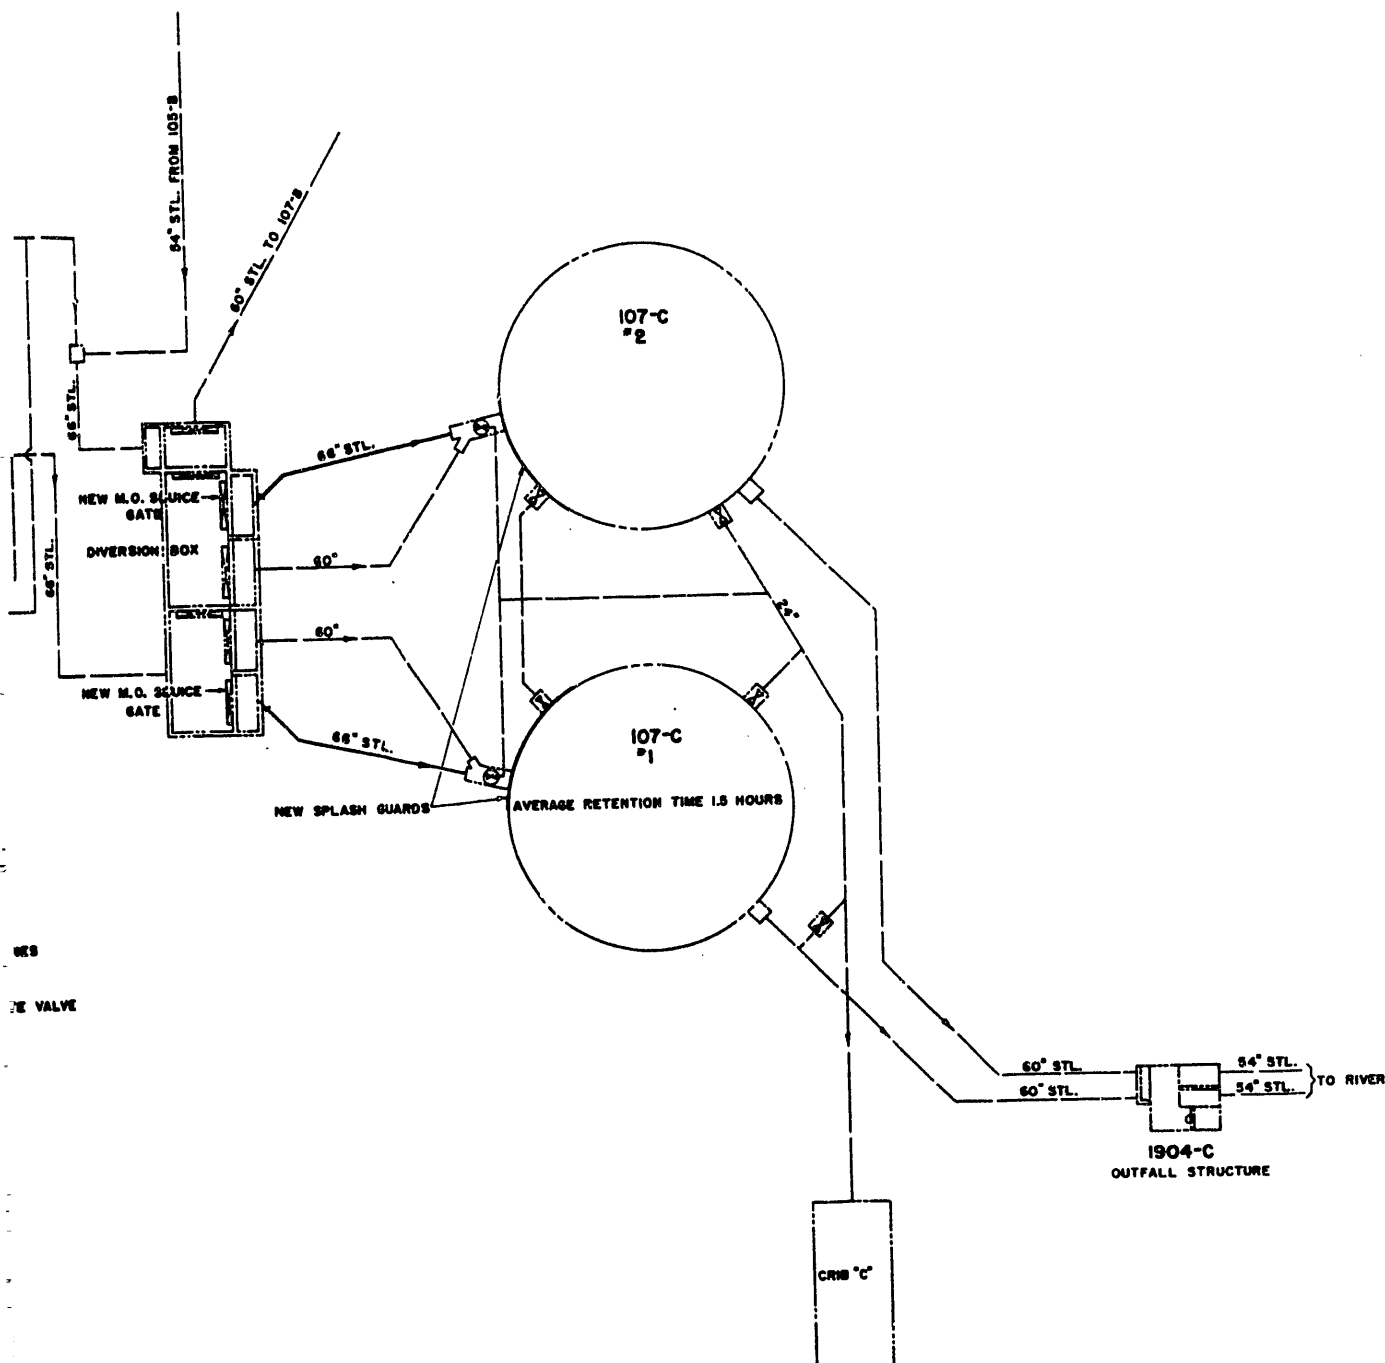 54" STL. FROM 105-B
60" STL. TO 107-B
107-C
#2
66" STL.
66" STL.
NEW M.O. SLUICE
GATE
DIVERSION BOX
66" STL.
60"
24"
60"
NEW M.O. SLUICE
GATE
66" STL.
107-C
#1
NEW SPLASH GUARDS
AVERAGE RETENTION TIME 1.5 HOURS
VALVE
60" STL.
54" STL.
60" STL.
54" STL.
TO RIVER
1904-C
OUTFALL STRUCTURE
CRIB "C"